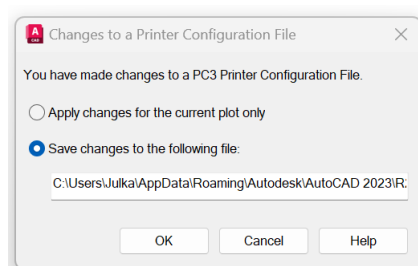 Changes to a Printer Configuration File
You have made changes to a PC3 Printer Configuration File.
Apply changes for the current plot only
Save changes to the following file:
C:\Users\Julka\AppData\Roaming\Autodesk\AutoCAD 2023\R
OK Cancel Help